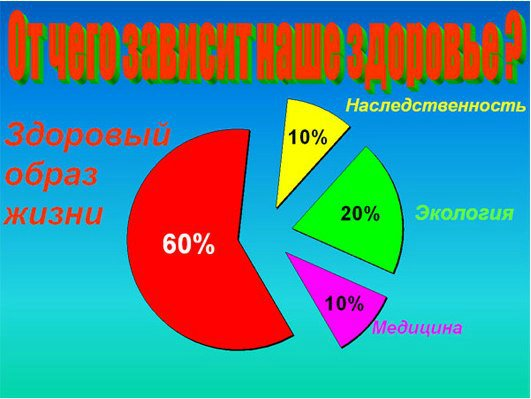 От чего зависит наше здоровье ?
Наследственность
10%
Здоровый
образ
жизни
60%
20%
Экология
10%
Медицина